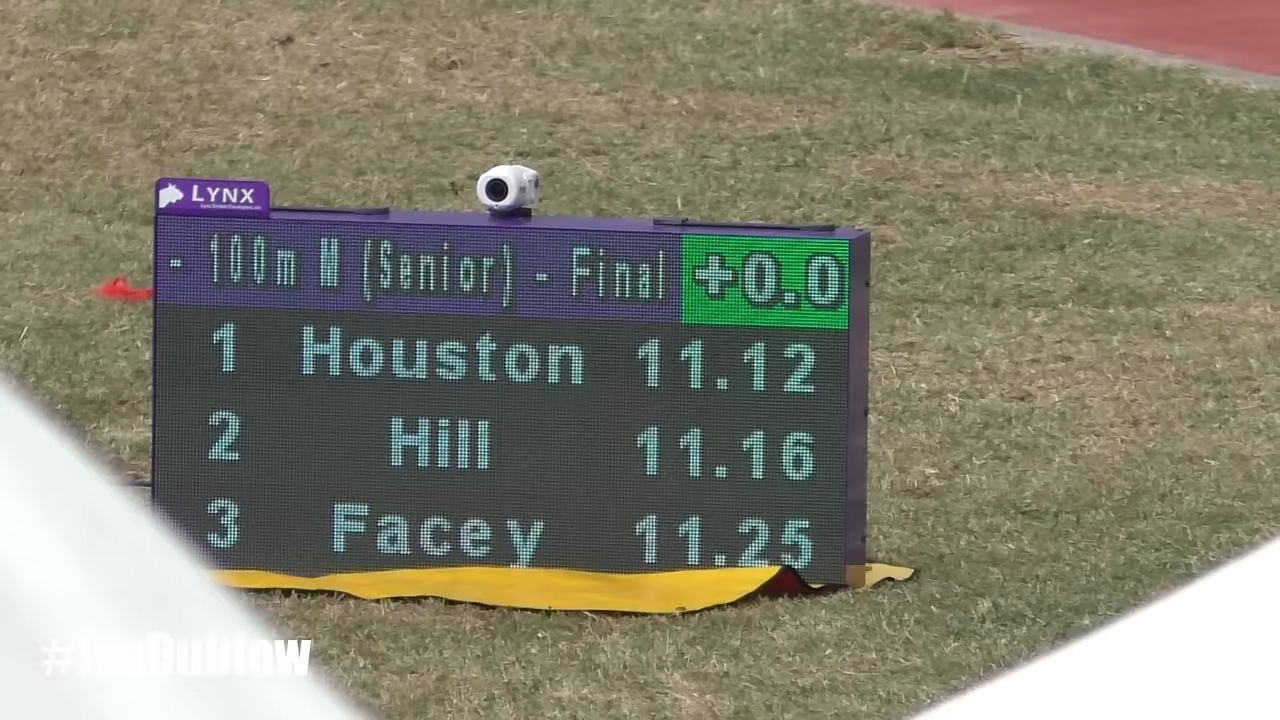 LYNX
- 100m M (Senior) - Final +0.0
1 Houston 11.12
2 Hill 11.16
3 Facey 11.25